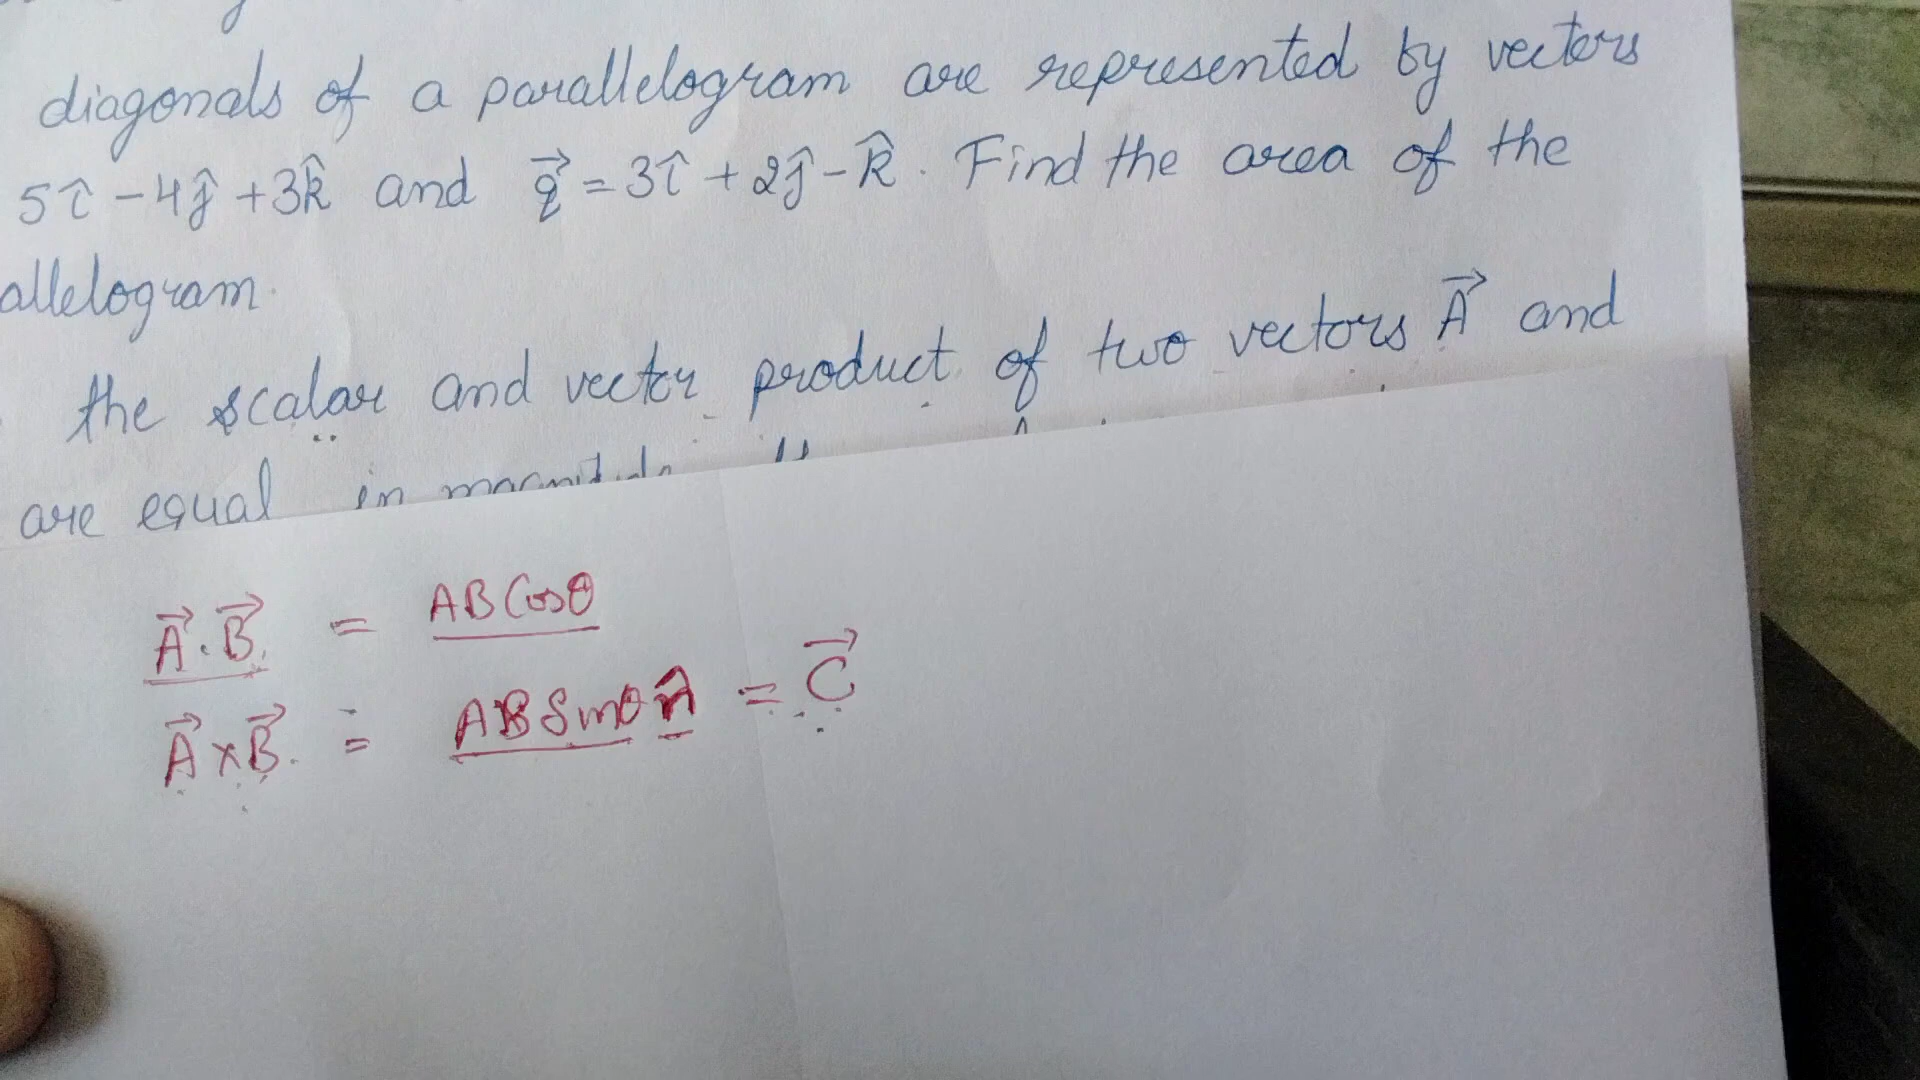 diagonals of a parallelogram are represented by vectors
5î - 4ĵ + 3k̂ and q⃗ = 3î + 2ĵ - k̂. Find the area of the
allelogram.
the scalar and vector product of two vectors A⃗ and
are equal in
A⃗.B⃗ = AB Cosθ
A⃗ x B⃗ = AB Sinθ n̂ = C⃗